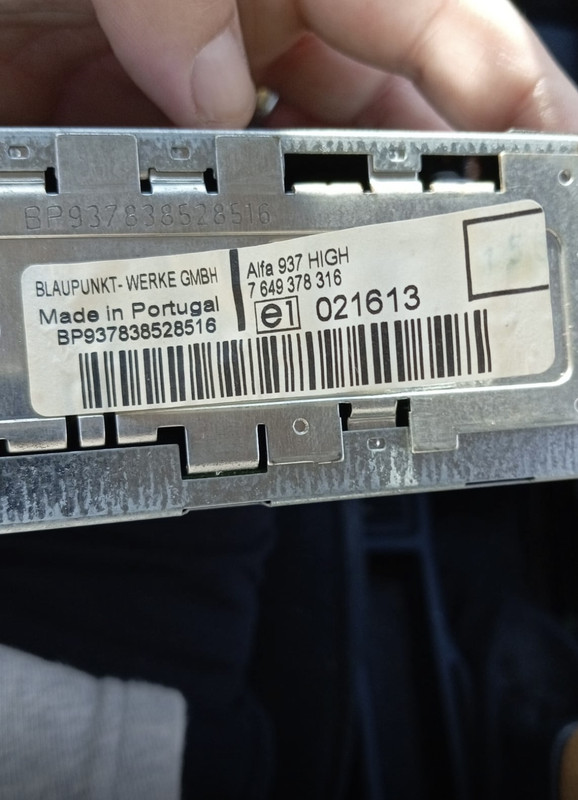 BP937838528516
BLAUPUNKT- WERKE GMBH
Made in Portugal
BP937838528516
Alfa 937 HIGH
7 649 378 316
e1 021613